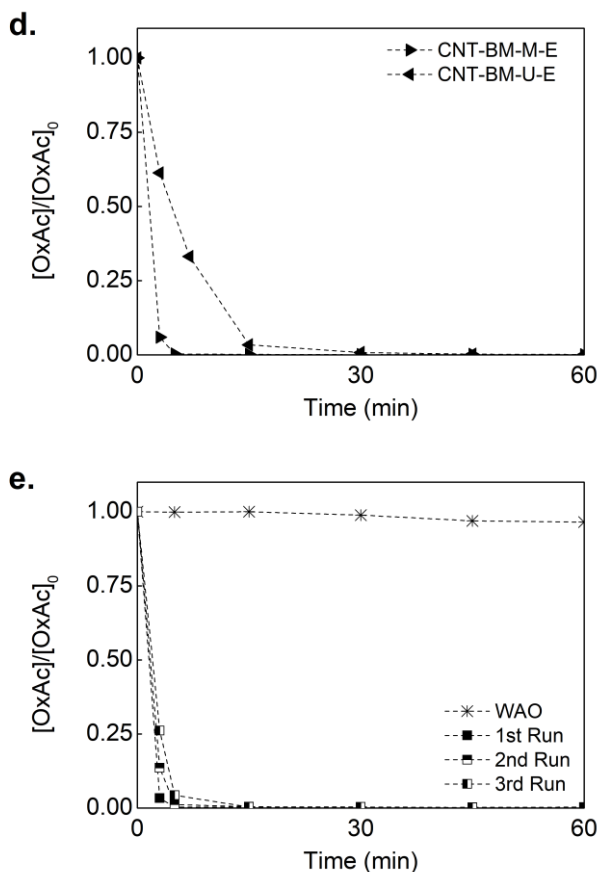 d.
CNT-BM-M-E
CNT-BM-U-E
1.00
0.75
0.50
0.25
0.00
[OxAc]/[OxAc]₀
0 30 60
Time (min)
e.
1.00
0.75
0.50
0.25
0.00
[OxAc]/[OxAc]₀
WAO
1st Run
2nd Run
3rd Run
0 30 60
Time (min)